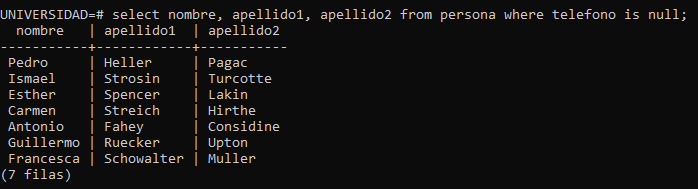 UNIVERSIDAD=# select nombre, apellido1, apellido2 from persona where telefono is null;
  nombre   | apellido1  | apellido2
-----------+------------+-----------
 Pedro     | Heller     | Pagac
 Ismael    | Strosin    | Turcotte
 Esther    | Spencer    | Lakin
 Carmen    | Streich    | Hirthe
 Antonio   | Fahey      | Considine
 Guillermo | Ruecker    | Upton
 Francesca | Schowalter | Muller
(7 filas)